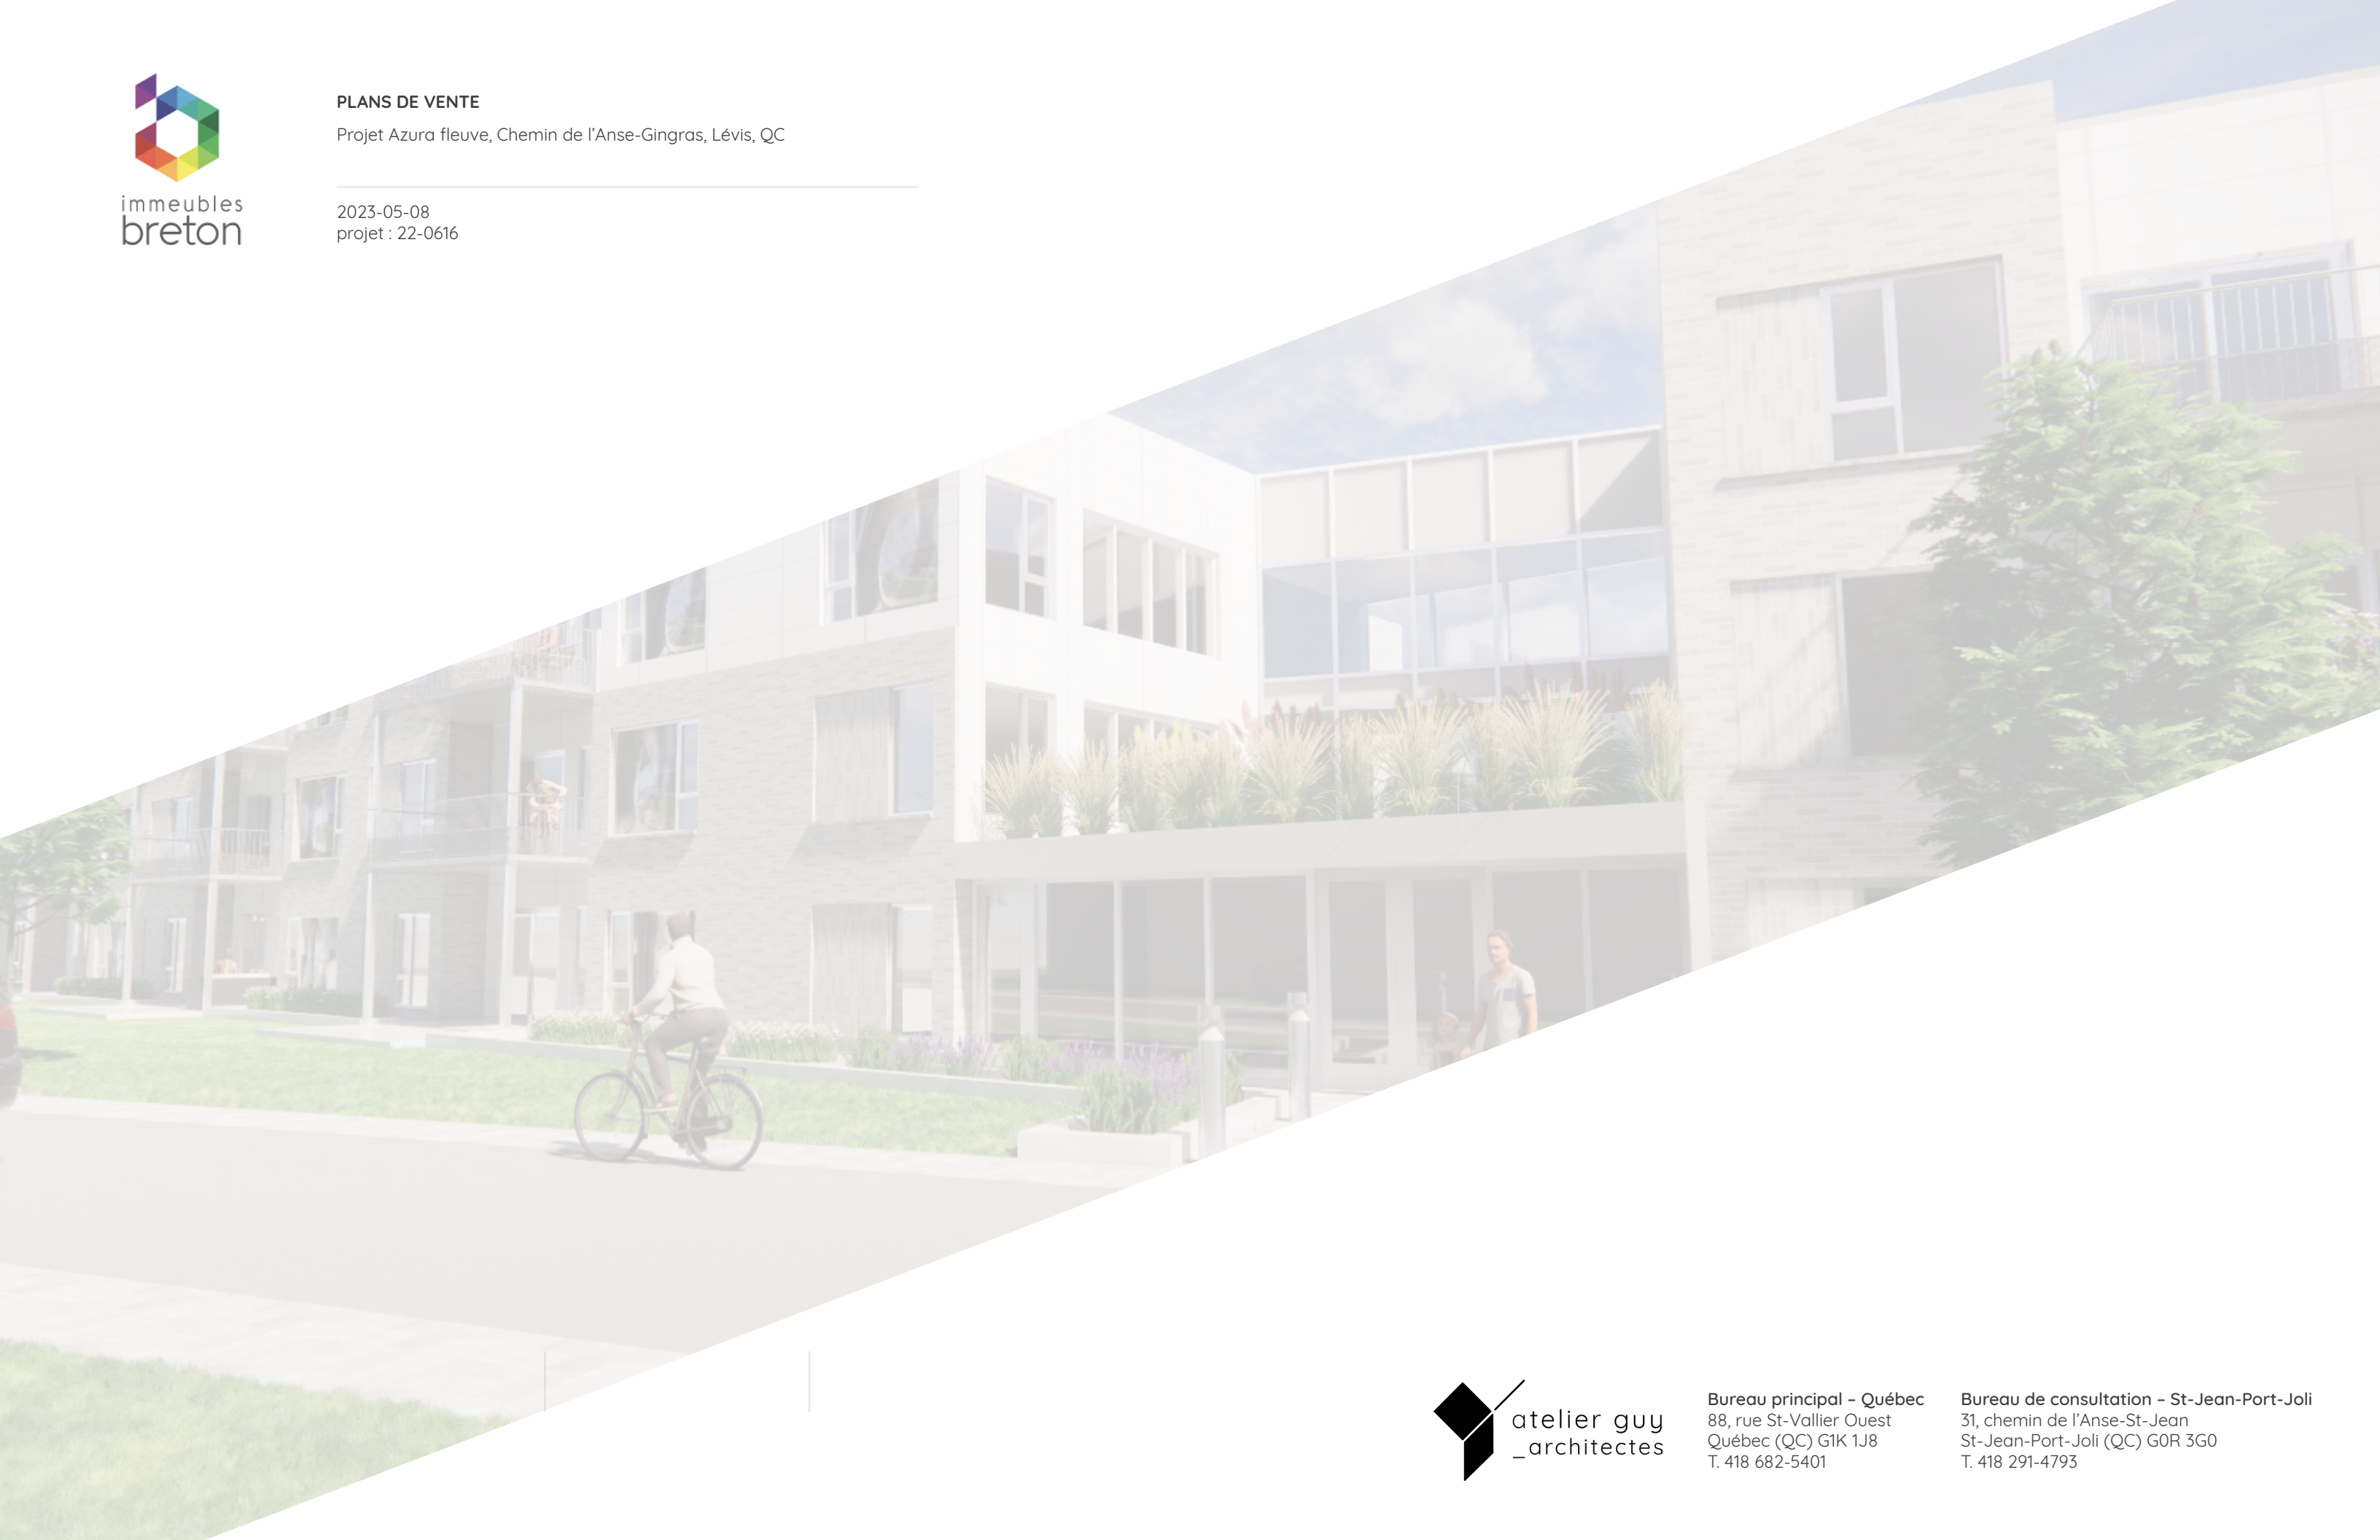 immeubles
breton
PLANS DE VENTE
Projet Azura fleuve, Chemin de l’Anse-Gingras, Lévis, QC
2023-05-08
projet : 22-0616
atelier guy
_architectes
Bureau principal – Québec
88, rue St-Vallier Ouest
Québec (QC) G1K 1J8
T. 418 682-5401
Bureau de consultation – St-Jean-Port-Joli
31, chemin de l’Anse-St-Jean
St-Jean-Port-Joli (QC) G0R 3G0
T. 418 291-4793